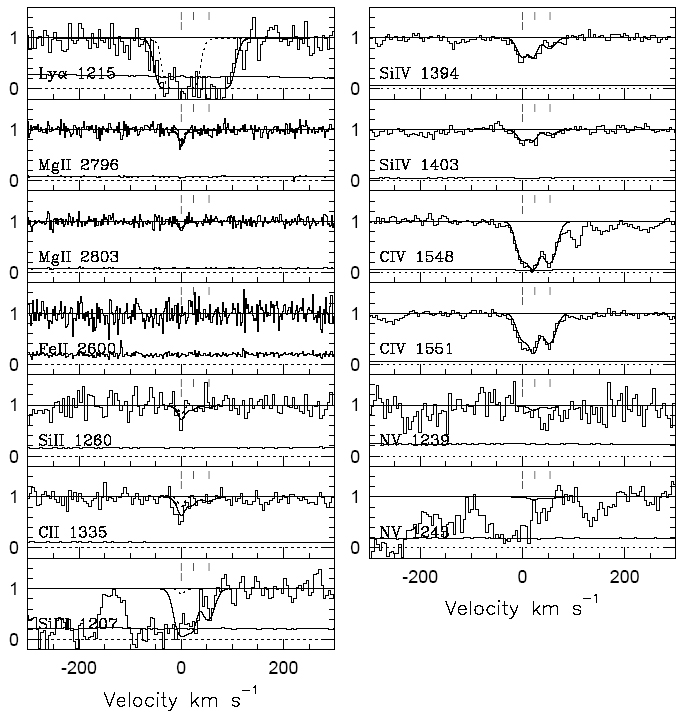 1
Lyα 1215
0
1
MgII 2796
0
1
MgII 2803
0
1
FeII 2600
0
1
SiII 1260
0
1
CII 1335
0
1
SiIII 1207
0
-200 0 200
Velocity km s⁻¹
1
SiIV 1394
0
1
SiIV 1403
0
1
CIV 1548
0
1
CIV 1551
0
1
NV 1239
0
1
NV 1243
0
-200 0 200
Velocity km s⁻¹